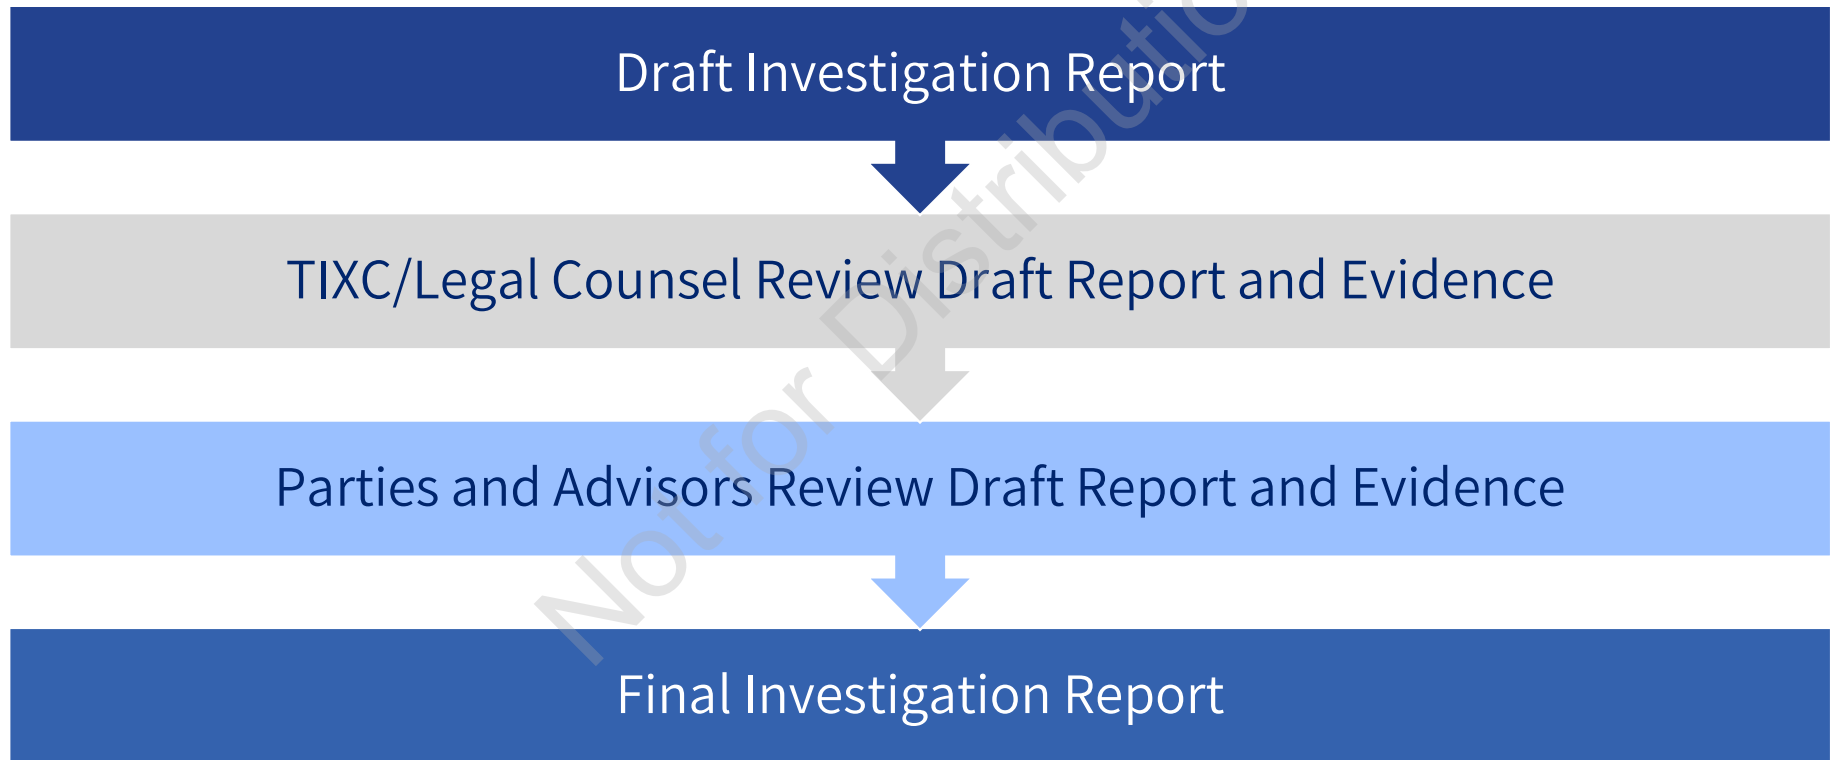 Draft Investigation Report
TIXC/Legal Counsel Review Draft Report and Evidence
Parties and Advisors Review Draft Report and Evidence
Final Investigation Report
Not for Distributio